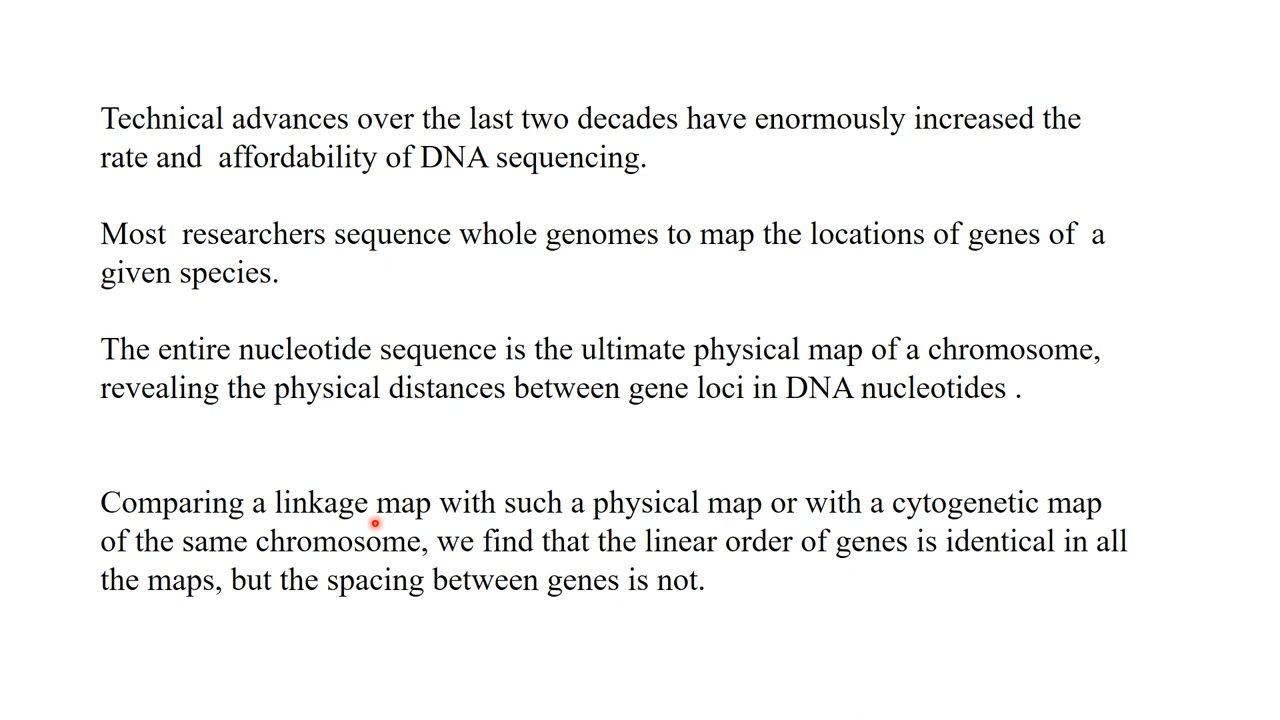 Technical advances over the last two decades have enormously increased the
rate and  affordability of DNA sequencing.
Most  researchers sequence whole genomes to map the locations of genes of  a
given species.
The entire nucleotide sequence is the ultimate physical map of a chromosome,
revealing the physical distances between gene loci in DNA nucleotides .
Comparing a linkage map with such a physical map or with a cytogenetic map
of the same chromosome, we find that the linear order of genes is identical in all
the maps, but the spacing between genes is not.